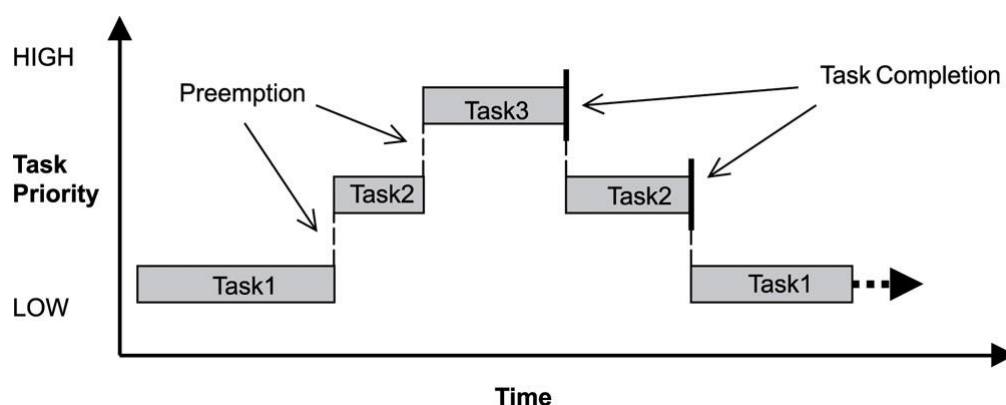 HIGH
Task Completion
Preemption
Task3
Task
Priority
Task2
Task2
Task1
Task1
LOW
Time